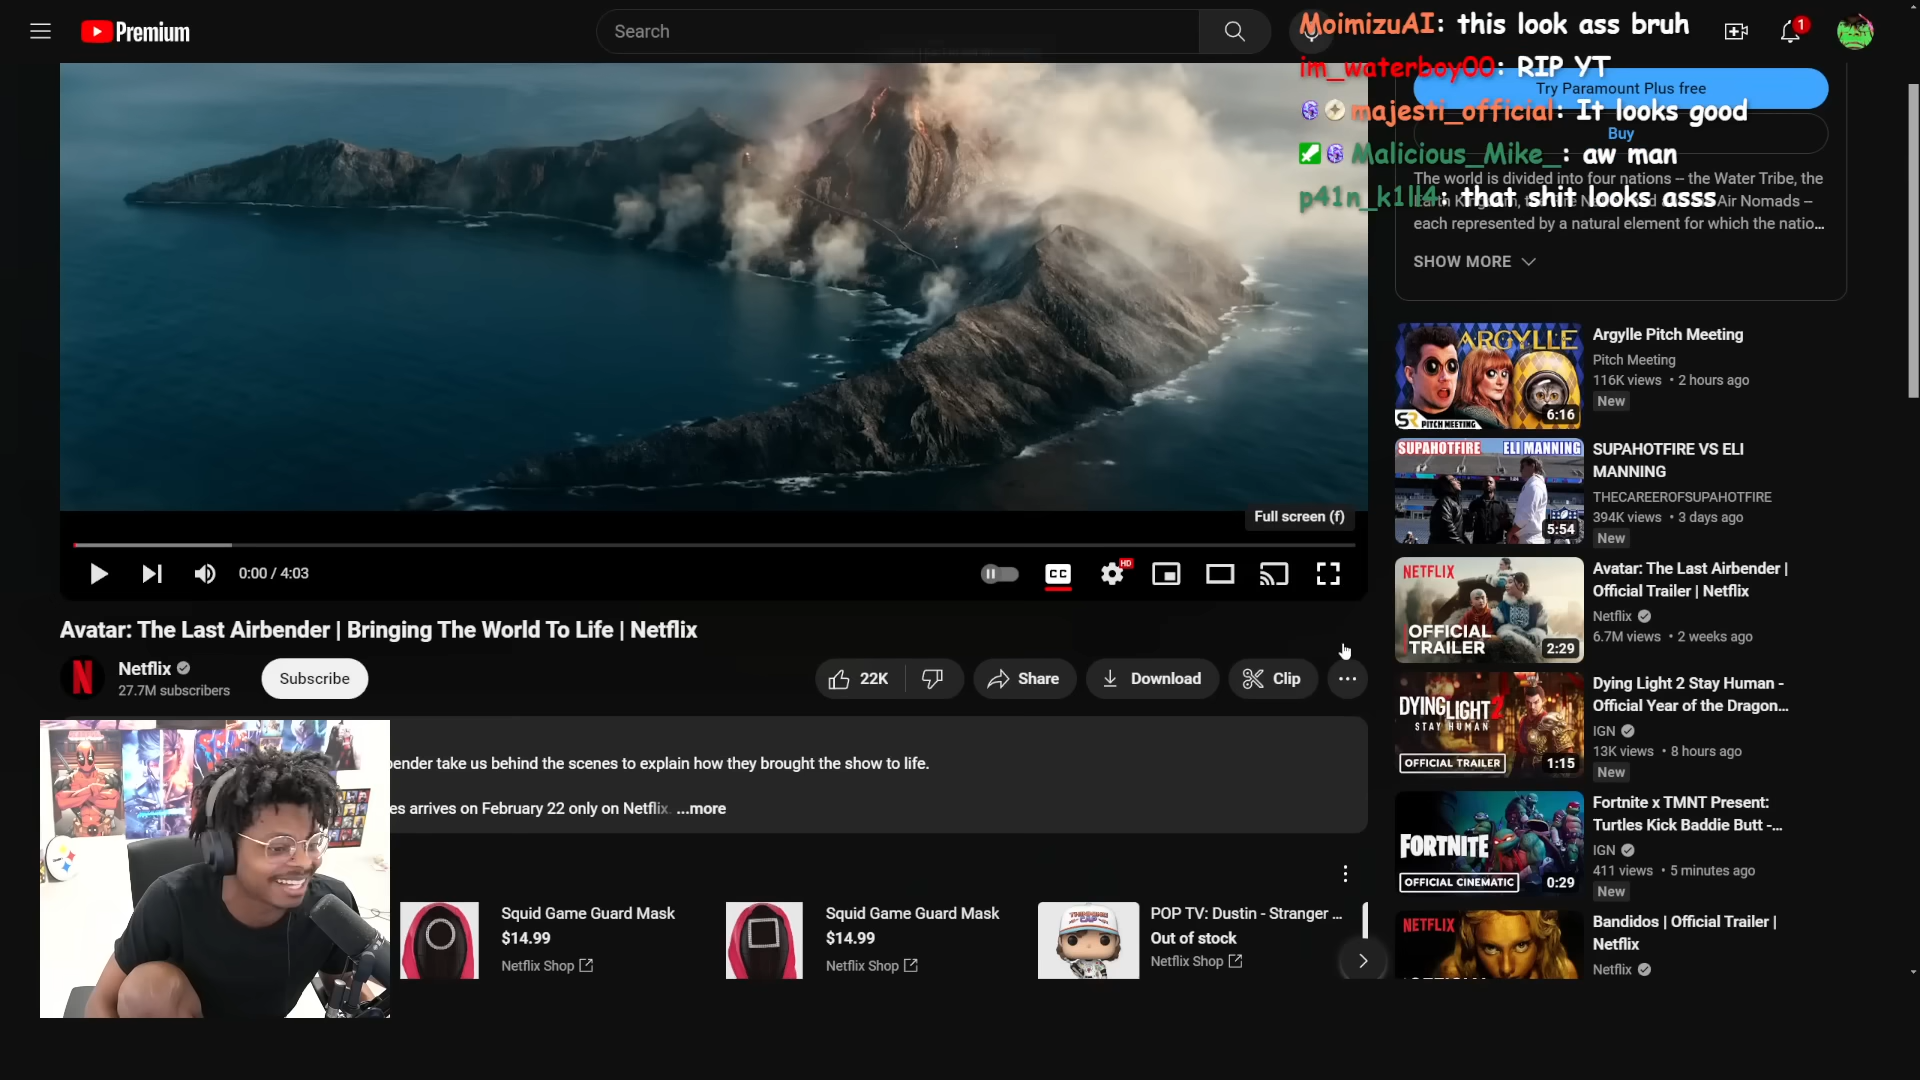 Premium
Search
MoimizuAI: this look ass bruh
im_waterboy00: RIP YT
majesti_official: It looks good
Malicious_Mike_: aw man
p41n_k1ll4: that shit looks asss
1
Try Paramount Plus free
Buy
The world is divided into four nations – the Water Tribe, the
Air Nomads –
each represented by a natural element for which the natio...
SHOW MORE
Full screen (f)
0:00 / 4:03
CC
HD
Avatar: The Last Airbender | Bringing The World To Life | Netflix
N
Netflix
27.7M subscribers
Subscribe
22K
Share
Download
Clip
ender take us behind the scenes to explain how they brought the show to life.
es arrives on February 22 only on Netflix. ...more
Squid Game Guard Mask
$14.99
Netflix Shop
Squid Game Guard Mask
$14.99
Netflix Shop
POP TV: Dustin - Stranger ...
Out of stock
Netflix Shop
ARGYLLE
SR PITCH MEETING
6:16
Argylle Pitch Meeting
Pitch Meeting
116K views • 2 hours ago
New
SUPAHOTFIRE ELI MANNING
5:54
SUPAHOTFIRE VS ELI
MANNING
THECAREEROFSUPAHOTFIRE
394K views • 3 days ago
New
NETFLIX
OFFICIAL
TRAILER
2:29
Avatar: The Last Airbender |
Official Trailer | Netflix
Netflix
6.7M views • 2 weeks ago
DYING LIGHT 2
STAY HUMAN
OFFICIAL TRAILER
1:15
Dying Light 2 Stay Human -
Official Year of the Dragon...
IGN
13K views • 8 hours ago
New
FORTNITE
OFFICIAL CINEMATIC
0:29
Fortnite x TMNT Present:
Turtles Kick Baddie Butt -...
IGN
411 views • 5 minutes ago
New
NETFLIX
Bandidos | Official Trailer |
Netflix
Netflix